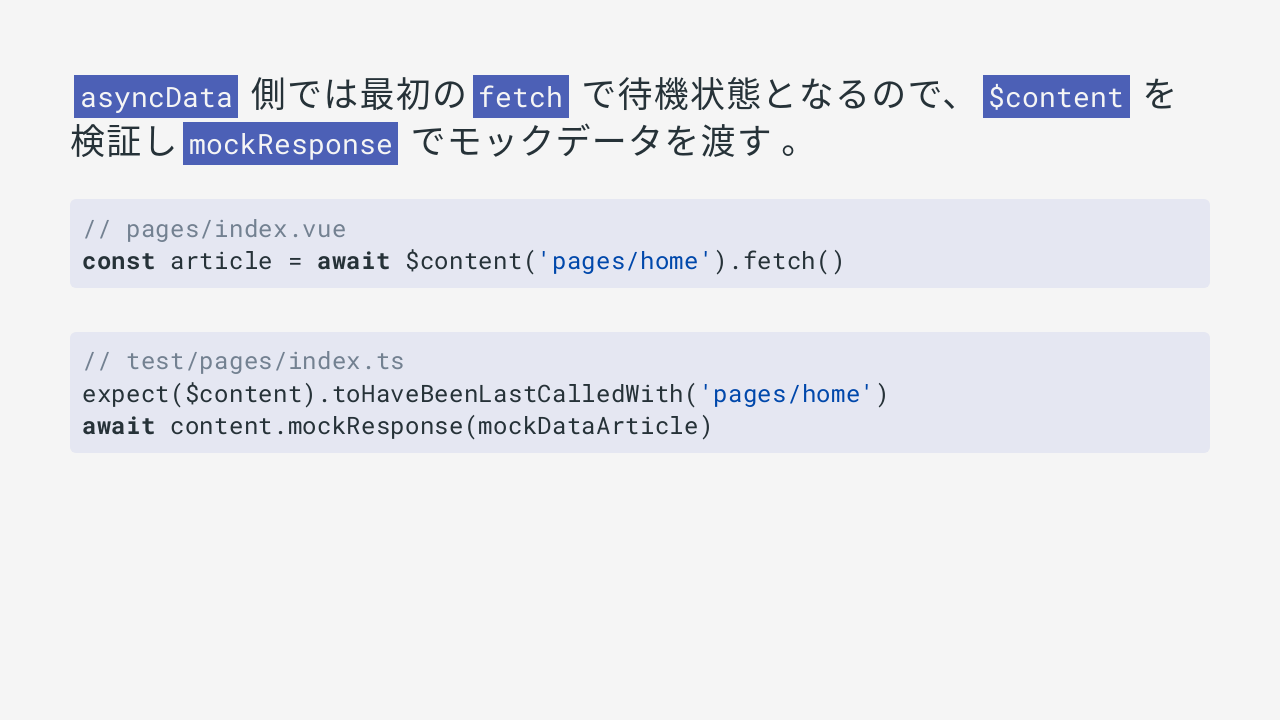 asyncData 側では最初の fetch で待機状態となるので、 $content を
検証し mockResponse でモックデータを渡す 。
// pages/index.vue
const article = await $content('pages/home').fetch()
// test/pages/index.ts
expect($content).toHaveBeenLastCalledWith('pages/home')
await content.mockResponse(mockDataArticle)